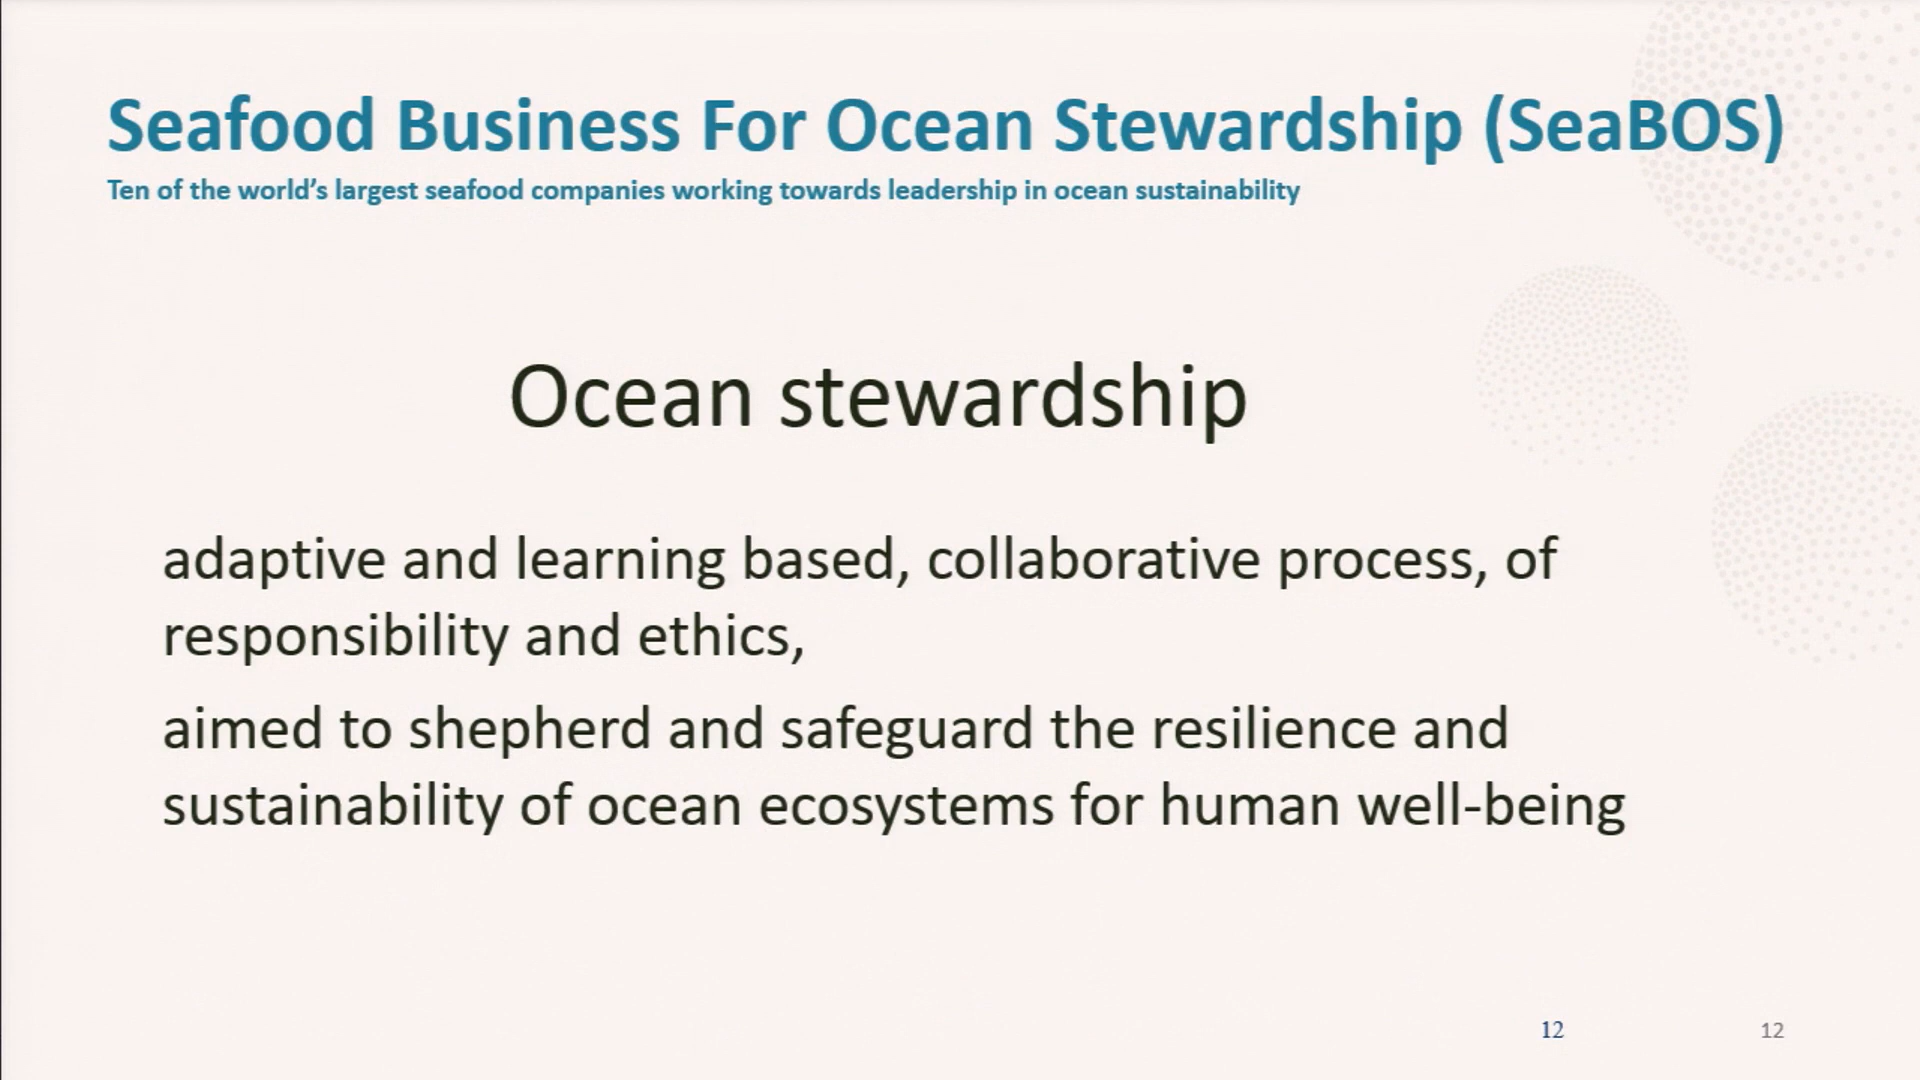 Seafood Business For Ocean Stewardship (SeaBOS)
Ten of the world’s largest seafood companies working towards leadership in ocean sustainability
Ocean stewardship
adaptive and learning based, collaborative process, of
responsibility and ethics,
aimed to shepherd and safeguard the resilience and
sustainability of ocean ecosystems for human well-being
12
12